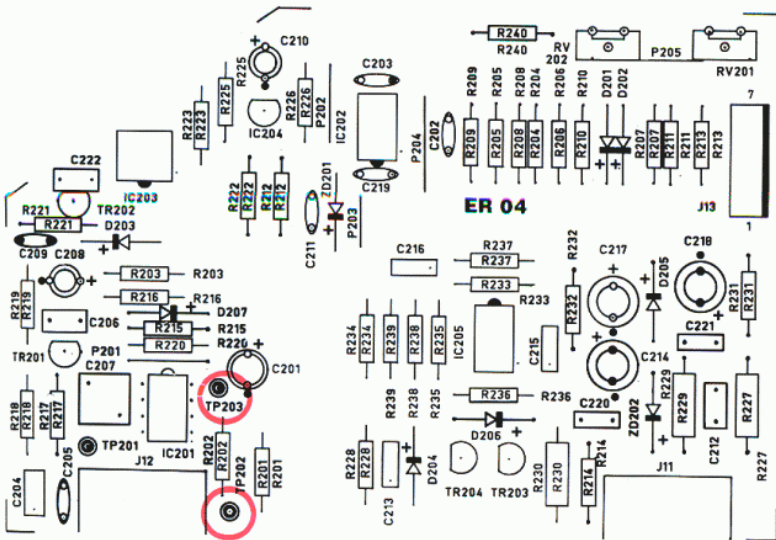 C210
R240
R240
RV
202
P205
RV201
C203
R225
R225
R223
R223
IC204
R226
R226
P202
IC202
C202
P204
R209
R205
R208
R204
R206
R210
D201
D202
R209
R205
R208
R204
R206
R210
R207
R207
R211
R211
R213
R213
7
1
J13
C222
IC203
TR202
R221
R221
D203
C209
R222
R222
R212
R212
C211
ZD201
P203
C219
ER 04
C208
R203
R203
R216
R216
D207
R215
R215
R220
R220
R219
R219
C206
TR201
P201
C207
C201
TP203
R218
R218
R217
R217
TP201
IC201
J12
R202
R202
TP202
R201
R201
C204
C205
C216
R237
R237
R233
R233
R234
R234
R239
R239
R238
R238
R235
R235
IC205
C215
R232
R232
C217
D205
C218
R231
R231
C221
C214
R236
R236
D206
C220
ZD202
R229
R229
C212
R227
R227
R228
R228
C213
D204
TR204
TR203
R230
R230
R214
R214
J11